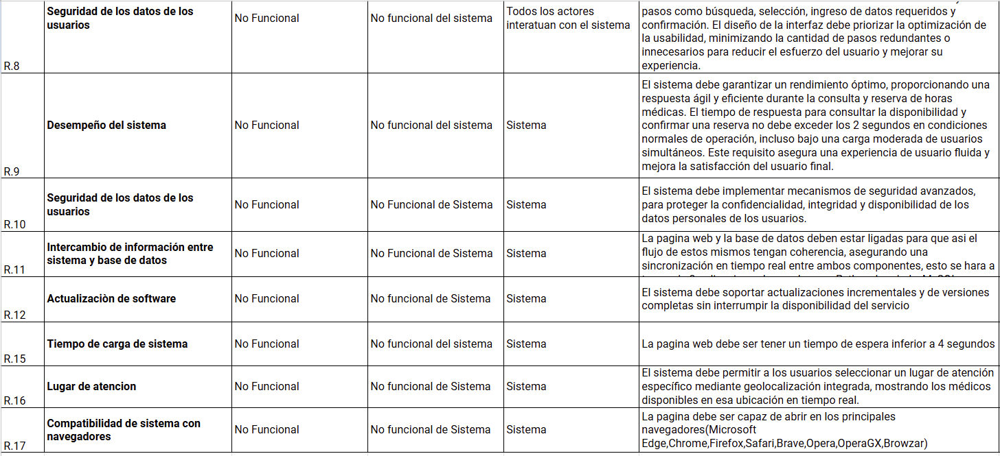 R.8
Seguridad de los datos de los
usuarios
No Funcional
No funcional del sistema
Todos los actores
interatuan con el sistema
pasos como búsqueda, selección, ingreso de datos requeridos y
confirmación. El diseño de la interfaz debe priorizar la optimización de
la usabilidad, minimizando la cantidad de pasos redundantes o
innecesarios para reducir el esfuerzo del usuario y mejorar su
experiencia.
R.9
Desempeño del sistema
No Funcional
No funcional del sistema
Sistema
El sistema debe garantizar un rendimiento óptimo, proporcionando una
respuesta ágil y eficiente durante la consulta y reserva de horas
médicas. El tiempo de respuesta para consultar la disponibilidad y
confirmar una reserva no debe exceder los 2 segundos en condiciones
normales de operación, incluso bajo una carga moderada de usuarios
simultáneos. Este requisito asegura una experiencia de usuario fluida y
mejora la satisfacción del usuario final.
R.10
Seguridad de los datos de los
usuarios
No Funcional
No Funcional de Sistema
Sistema
El sistema debe implementar mecanismos de seguridad avanzados,
para proteger la confidencialidad, integridad y disponibilidad de los
datos personales de los usuarios.
R.11
Intercambio de información entre
sistema y base de datos
No Funcional
No Funcional de Sistema
Sistema
La pagina web y la base de datos deben estar ligadas para que asi el
flujo de estos mismos tengan coherencia, asegurando una
sincronización en tiempo real entre ambos componentes, esto se hara a
R.12
Actualizaciòn de software
No Funcional
No funcional de Sistema
Sistema
El sistema debe soportar actualizaciones incrementales y de versiones
completas sin interrumpir la disponibilidad del servicio
R.15
Tiempo de carga de sistema
No Funcional
No funcional del sistema
Sistema
La pagina web debe ser tener un tiempo de espera inferior a 4 segundos
R.16
Lugar de atencion
No Funcional
No funcional de Sistema
Sistema
El sistema debe permitir a los usuarios seleccionar un lugar de atención
específico mediante geolocalización integrada, mostrando los médicos
disponibles en esa ubicación en tiempo real.
R.17
Compatibilidad de sistema con
navegadores
No Funcional
No funcional de Sistema
Sistema
La pagina debe ser capaz de abrir en los principales
navegadores(Microsoft
Edge,Chrome,Firefox,Safari,Brave,Opera,OperaGX,Browzar)